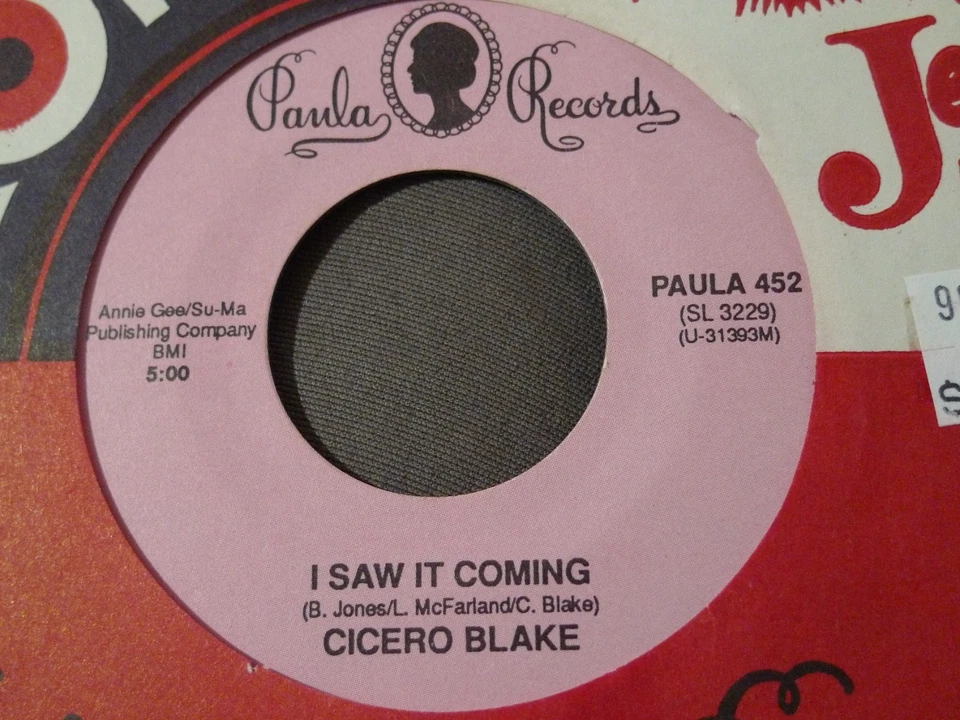 Paula Records
PAULA 452
(SL 3229)
(U-31393M)
Annie Gee/Su-Ma
Publishing Company
BMI
5:00
I SAW IT COMING
(B. Jones/L. McFarland/C. Blake)
CICERO BLAKE